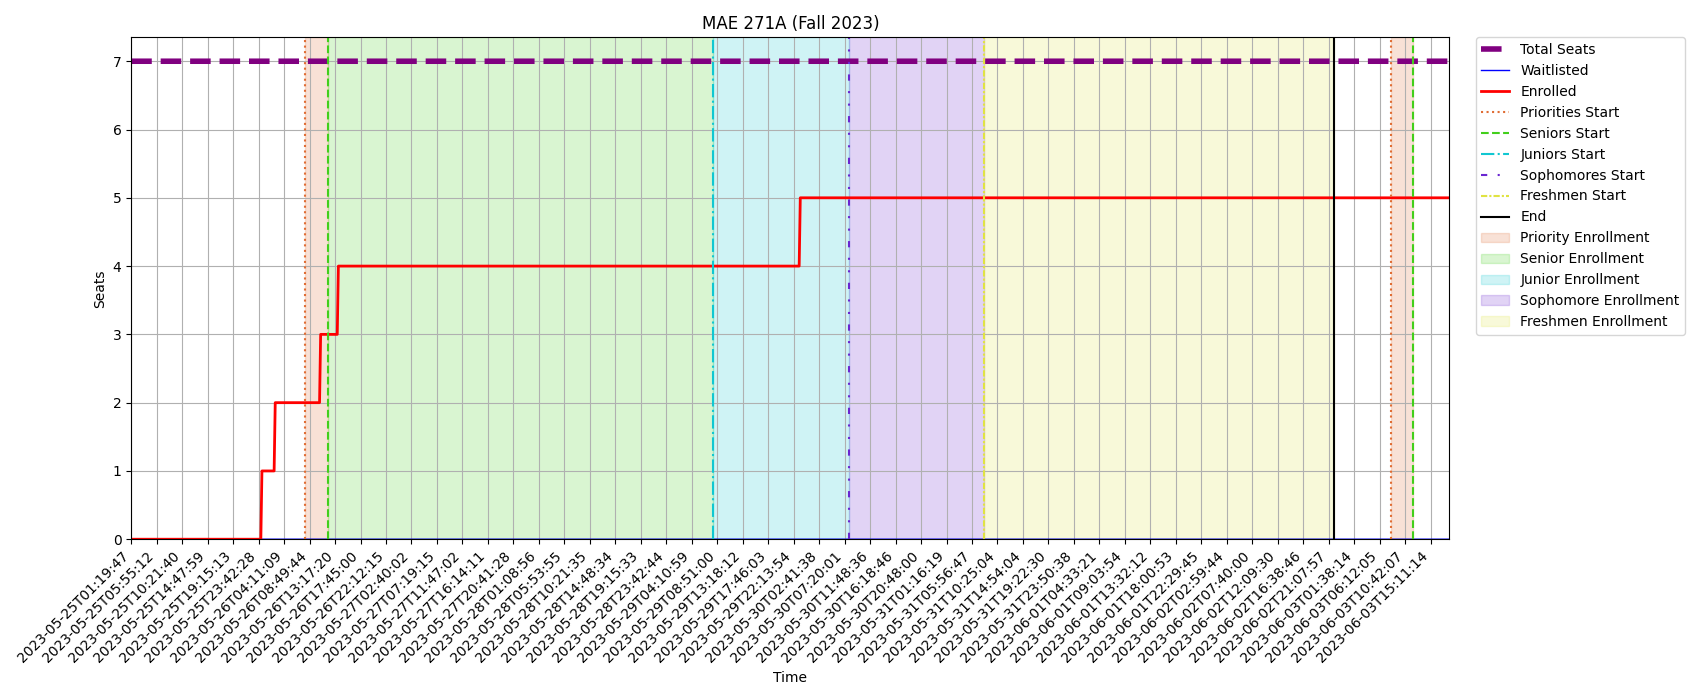 MAE 271A (Fall 2023)
Seats
7
6
5
4
3
2
1
0
2023-05-25T01:19:47
2023-05-25T05:55:12
2023-05-25T10:21:40
2023-05-25T14:47:59
2023-05-25T19:15:13
2023-05-25T23:42:28
2023-05-26T04:11:09
2023-05-26T08:49:44
2023-05-26T13:17:20
2023-05-26T17:45:00
2023-05-26T22:12:15
2023-05-27T02:40:02
2023-05-27T07:19:15
2023-05-27T11:47:02
2023-05-27T16:14:11
2023-05-27T20:41:28
2023-05-28T01:08:56
2023-05-28T05:53:55
2023-05-28T10:21:35
2023-05-28T14:48:34
2023-05-28T19:15:33
2023-05-28T23:42:44
2023-05-29T04:10:59
2023-05-29T08:51:00
2023-05-29T13:18:12
2023-05-29T17:46:03
2023-05-29T22:13:54
2023-05-30T02:41:38
2023-05-30T07:20:01
2023-05-30T11:48:36
2023-05-30T16:18:46
2023-05-30T20:48:00
2023-05-31T01:16:19
2023-05-31T05:56:47
2023-05-31T10:25:04
2023-05-31T14:54:04
2023-05-31T19:22:30
2023-05-31T23:50:38
2023-06-01T04:33:21
2023-06-01T09:03:54
2023-06-01T13:32:12
2023-06-01T18:00:53
2023-06-01T22:29:45
2023-06-02T02:59:44
2023-06-02T07:40:00
2023-06-02T12:09:30
2023-06-02T16:38:46
2023-06-02T21:07:57
2023-06-03T01:38:14
2023-06-03T06:12:05
2023-06-03T10:42:07
2023-06-03T15:11:14
Time
Total Seats
Waitlisted
Enrolled
Priorities Start
Seniors Start
Juniors Start
Sophomores Start
Freshmen Start
End
Priority Enrollment
Senior Enrollment
Junior Enrollment
Sophomore Enrollment
Freshmen Enrollment